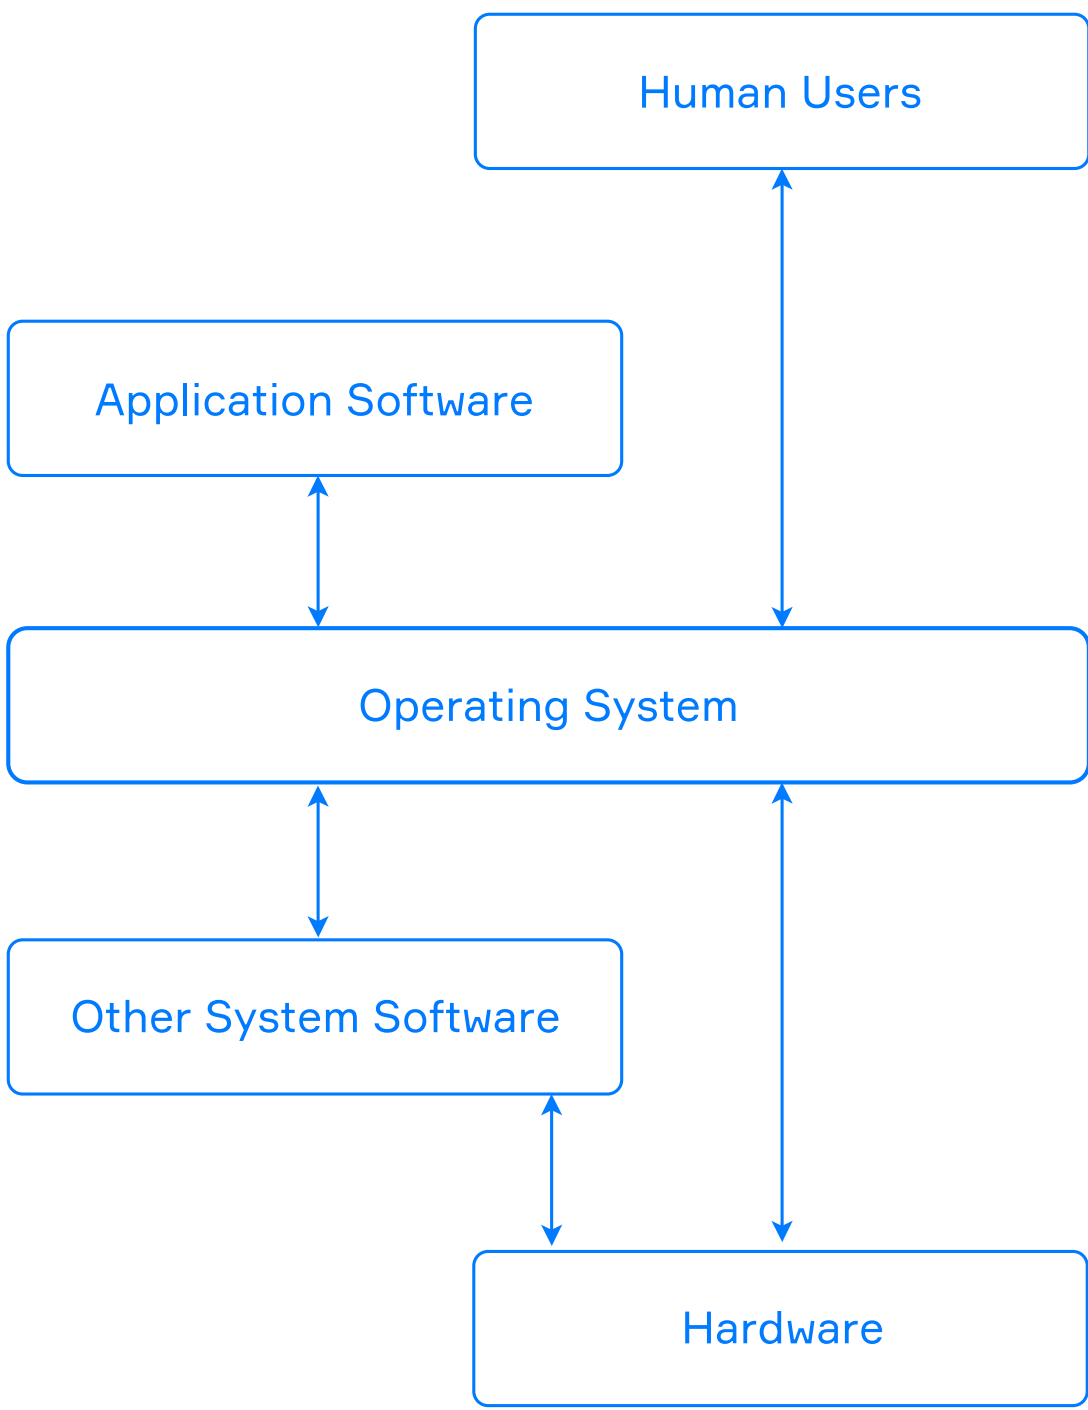 Human Users
Application Software
Operating System
Other System Software
Hardware